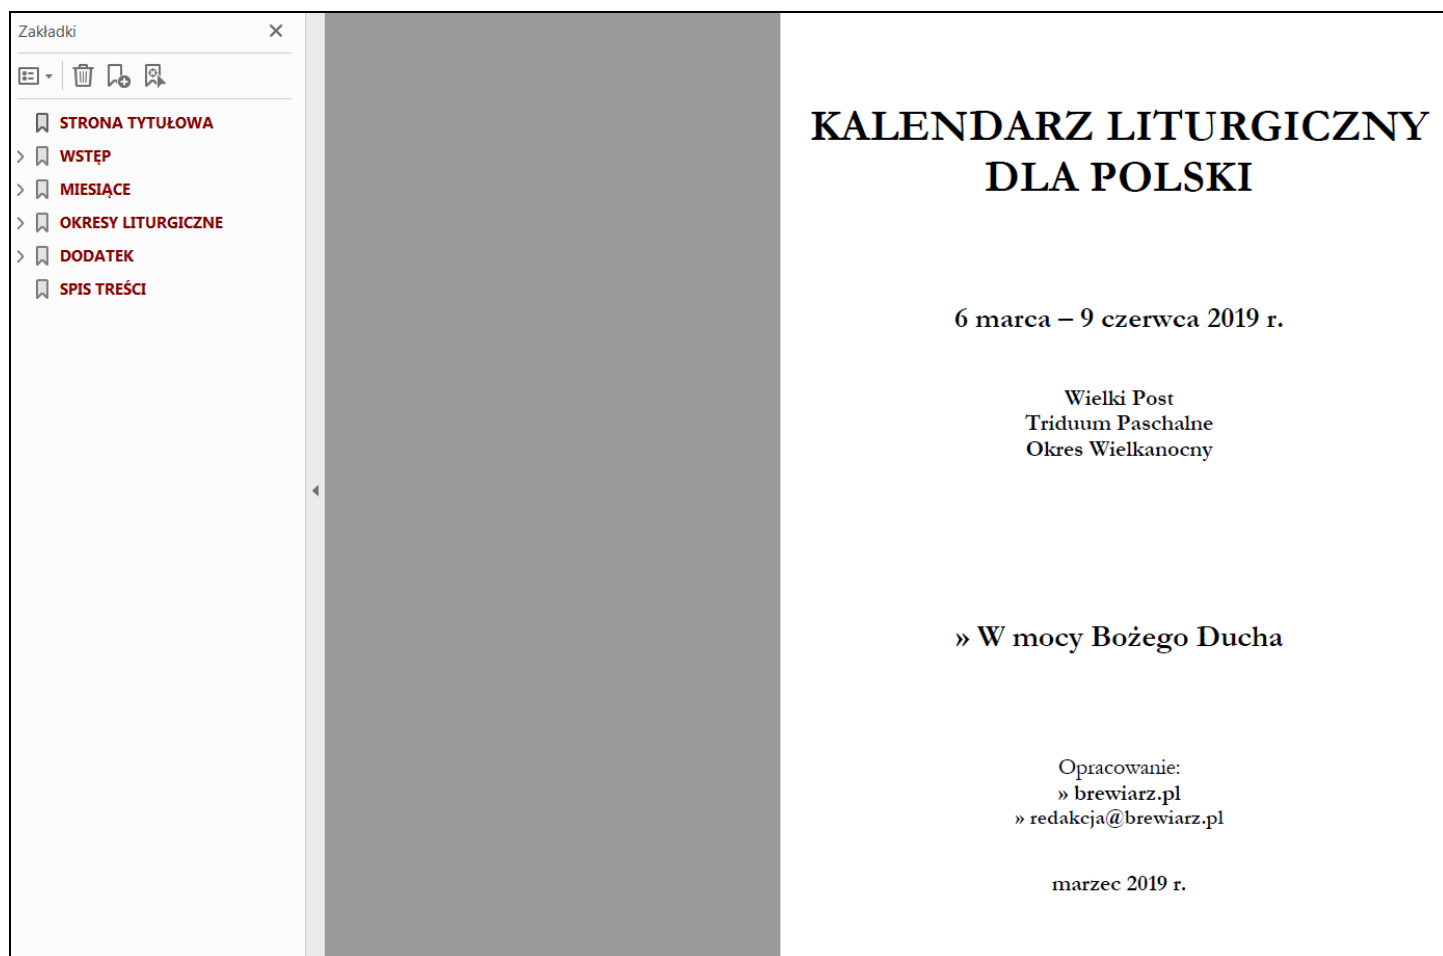 Zakładki
STRONA TYTUŁOWA
WSTĘP
MIESIĄCE
OKRESY LITURGICZNE
DODATEK
SPIS TREŚCI
KALENDARZ LITURGICZNY
DLA POLSKI
6 marca – 9 czerwca 2019 r.
Wielki Post
Triduum Paschalne
Okres Wielkanocny
» W mocy Bożego Ducha
Opracowanie:
» brewiarz.pl
» redakcja@brewiarz.pl
marzec 2019 r.